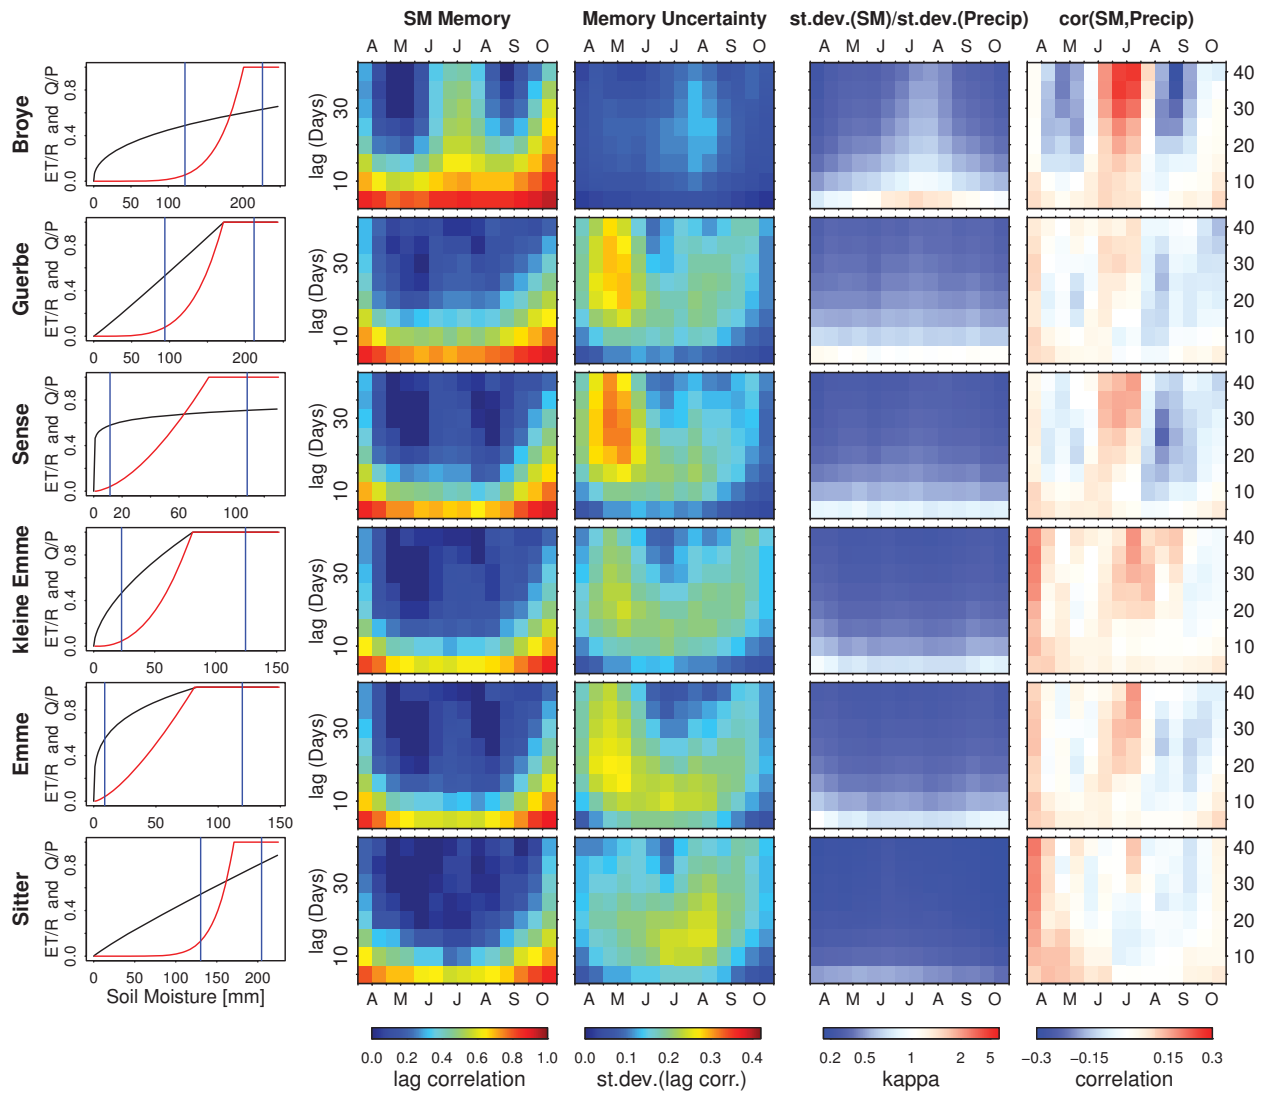 SM Memory Memory Uncertainty st.dev.(SM)/st.dev.(Precip) cor(SM,Precip)
A M J J A S O A M J J A S O A M J J A S O A M J J A S O
Broye
ET/R and Q/P
0.0 0.4 0.8
0 50 100 200
lag (Days)
10 30
10 20 30 40
Guerbe
ET/R and Q/P
0.0 0.4 0.8
0 50 100 200
lag (Days)
10 30
10 20 30 40
Sense
ET/R and Q/P
0.0 0.4 0.8
0 20 60 100
lag (Days)
10 30
10 20 30 40
kleine Emme
ET/R and Q/P
0.0 0.4 0.8
0 50 100 150
lag (Days)
10 30
10 20 30 40
Emme
ET/R and Q/P
0.0 0.4 0.8
0 50 100 150
lag (Days)
10 30
10 20 30 40
Sitter
ET/R and Q/P
0.0 0.4 0.8
0 50 100 150 200
Soil Moisture [mm]
lag (Days)
10 30
10 20 30 40
0.0 0.2 0.4 0.6 0.8 1.0
lag correlation
0.0 0.1 0.2 0.3 0.4
st.dev.(lag corr.)
0.2 0.5 1 2 5
kappa
−0.3 −0.15 0.15 0.3
correlation